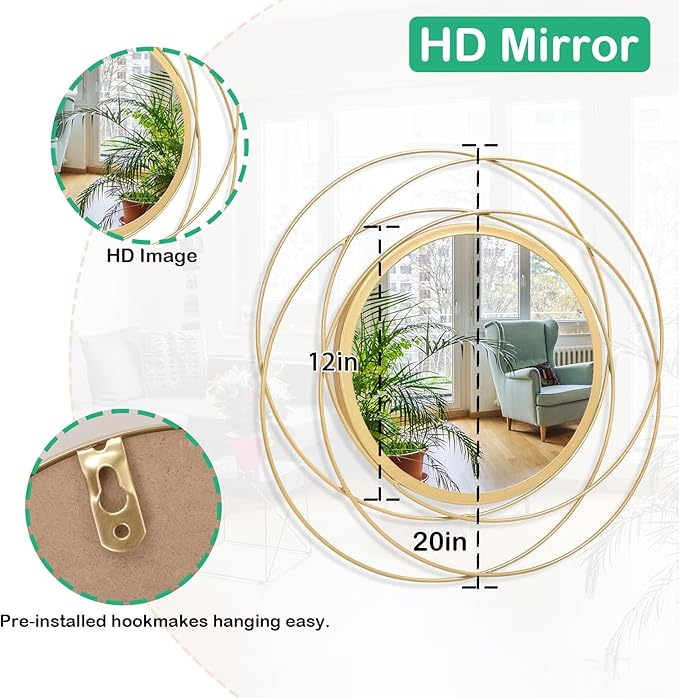 HD Mirror
HD Image
12in
20in
Pre-installed hookmakes hanging easy.